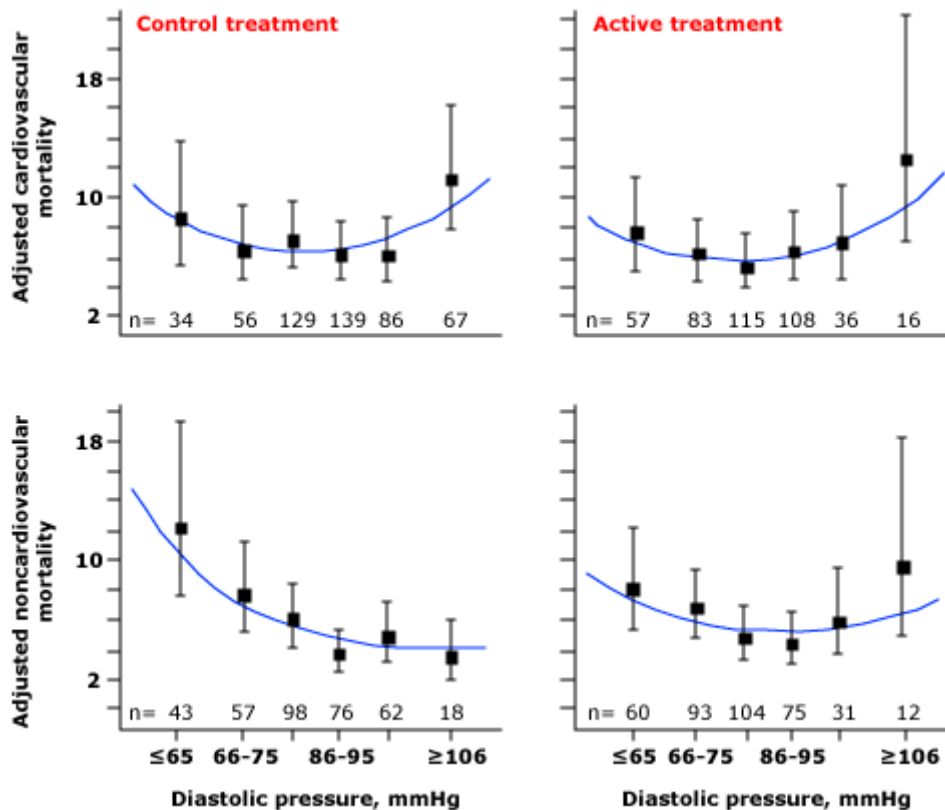 Control treatment
Active treatment
Adjusted cardiovascular
mortality
18
10
2
n= 34 56 129 139 86 67
n= 57 83 115 108 36 16
Adjusted noncardiovascular
mortality
18
10
2
n= 43 57 98 76 62 18
n= 60 93 104 75 31 12
≤65 66-75 86-95 ≥106
≤65 66-75 86-95 ≥106
Diastolic pressure, mmHg
Diastolic pressure, mmHg